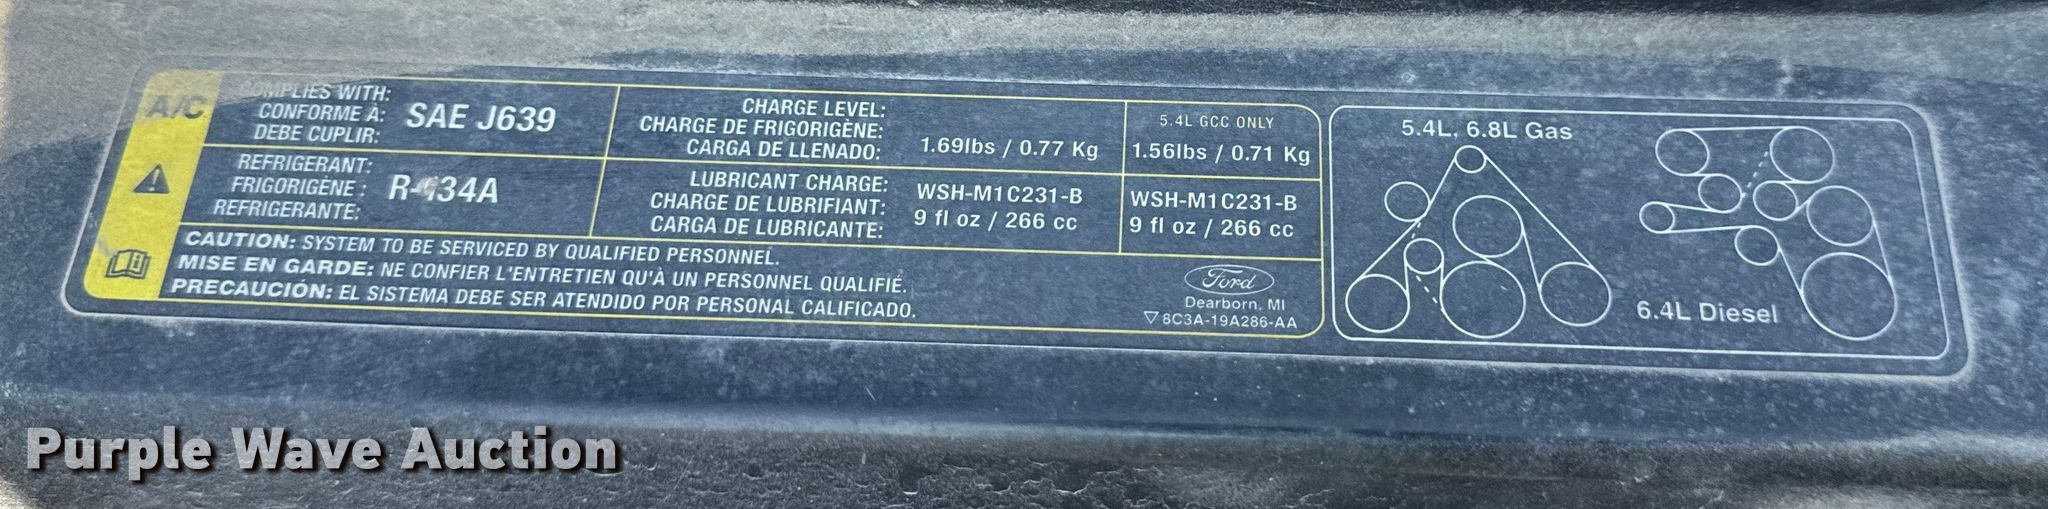 A/C
COMPLIES WITH:
CONFORME À:
DEBE CUPLIR:
SAE J639
REFRIGERANT:
FRIGORIGÈNE :
REFRIGERANTE:
R-134A
CHARGE LEVEL:
CHARGE DE FRIGORIGÈNE:
CARGA DE LLENADO:
1.69lbs / 0.77 Kg
5.4L GCC ONLY
1.56lbs / 0.71 Kg
LUBRICANT CHARGE:
CHARGE DE LUBRIFIANT:
CARGA DE LUBRICANTE:
WSH-M1C231-B
9 fl oz / 266 cc
WSH-M1C231-B
9 fl oz / 266 cc
CAUTION: SYSTEM TO BE SERVICED BY QUALIFIED PERSONNEL.
MISE EN GARDE: NE CONFIER L'ENTRETIEN QU'À UN PERSONNEL QUALIFIÉ.
PRECAUCIÓN: EL SISTEMA DEBE SER ATENDIDO POR PERSONAL CALIFICADO.
Ford
Dearborn, MI
▽ 8C3A-19A286-AA
5.4L, 6.8L Gas
6.4L Diesel
Purple Wave Auction